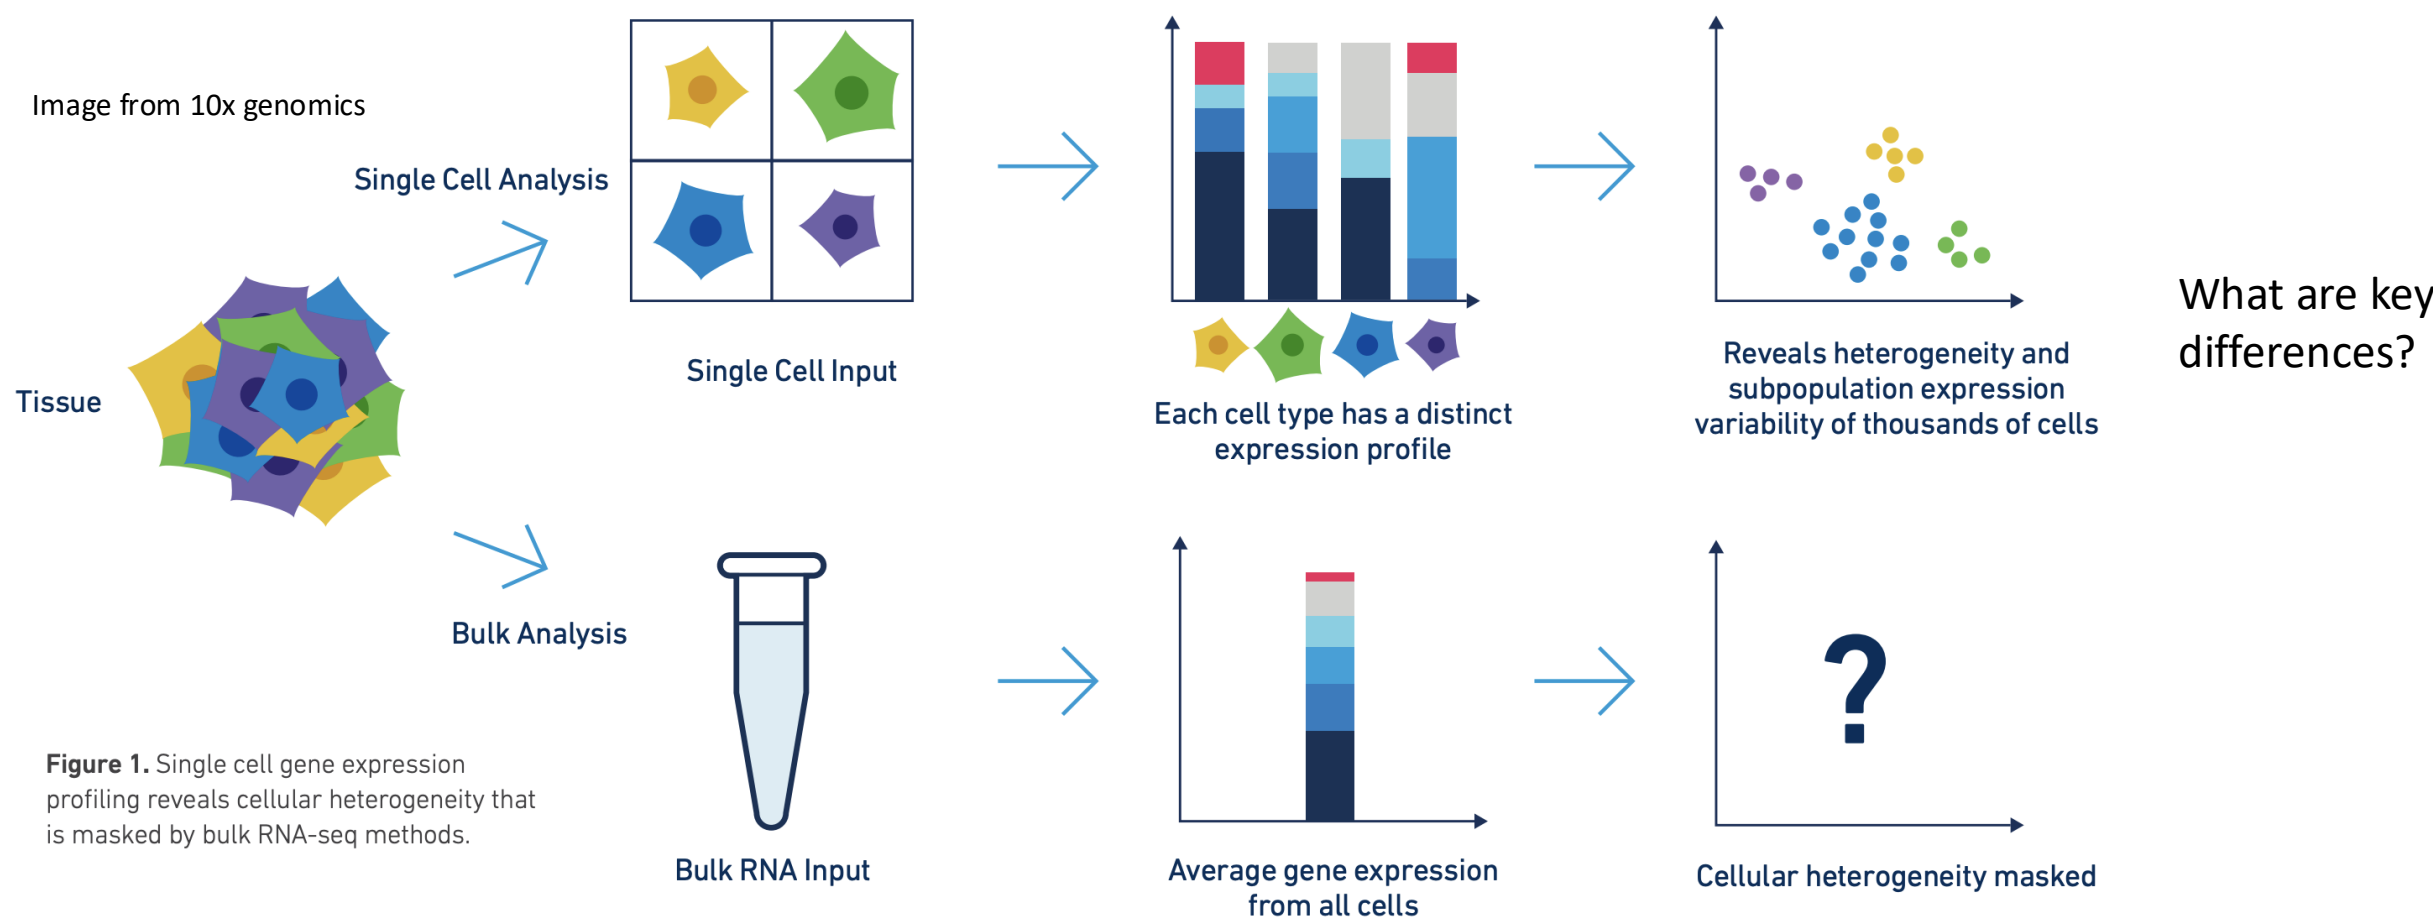 Image from 10x genomics
Single Cell Analysis
Tissue
Bulk Analysis
Single Cell Input
Each cell type has a distinct
expression profile
Reveals heterogeneity and
subpopulation expression
variability of thousands of cells
What are key
differences?
Figure 1. Single cell gene expression
profiling reveals cellular heterogeneity that
is masked by bulk RNA-seq methods.
Bulk RNA Input
Average gene expression
from all cells
?
Cellular heterogeneity masked